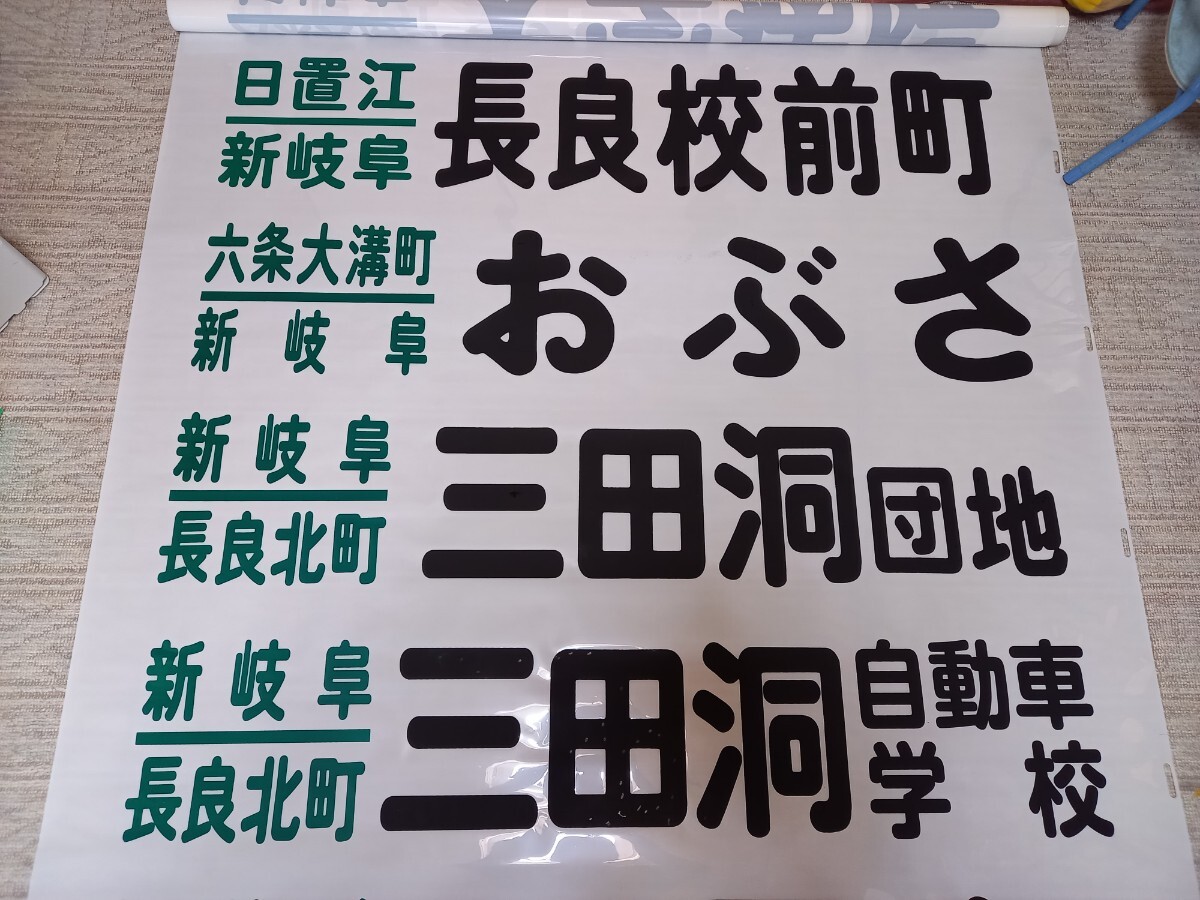 日置江
新岐阜
長良校前町
六条大溝町
新岐阜
おぶさ
新岐阜
長良北町
三田洞団地
新岐阜
長良北町
三田洞
自動車
学校